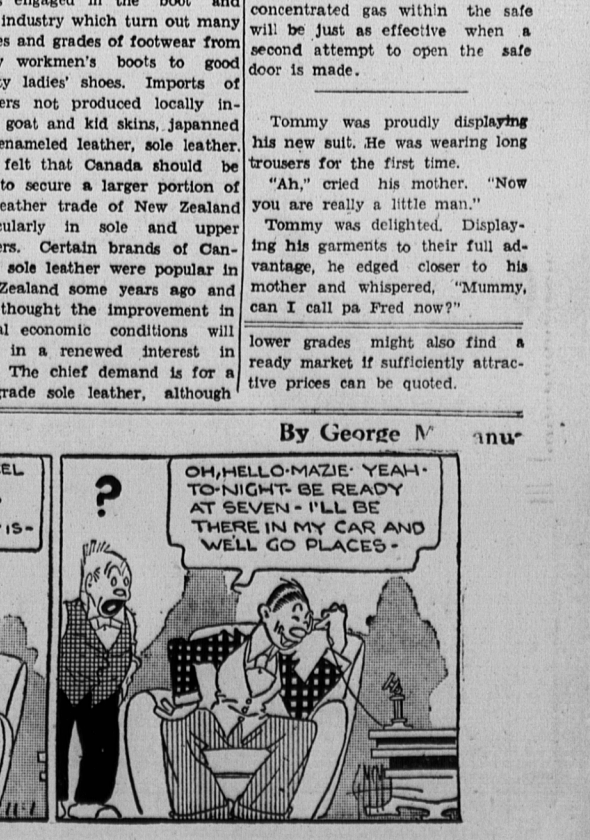 engaged in the boot and
industry which turn out many
es and grades of footwear from
workmen's boots to good
ty ladies' shoes. Imports of
ers not produced locally in-
goat and kid skins, japanned
enameled leather, sole leather.
felt that Canada should be
to secure a larger portion of
eather trade of New Zealand
cularly in sole and upper
ers. Certain brands of Can-
sole leather were popular in
Zealand some years ago and
thought the improvement in
al economic conditions will
in a renewed interest in
The chief demand is for a
grade sole leather, although
concentrated gas within the safe
will be just as effective when a
second attempt to open the safe
door is made.
Tommy was proudly displaying
his new suit. He was wearing long
trousers for the first time.
"Ah," cried his mother. "Now
you are really a little man."
Tommy was delighted. Display-
ing his garments to their full ad-
vantage, he edged closer to his
mother and whispered, "Mummy,
can I call pa Fred now?"
lower grades might also find a
ready market if sufficiently attrac-
tive prices can be quoted.
By George M anu
EL
IS-
11-1
?
OH, HELLO-MAZIE- YEAH-
TO-NIGHT- BE READY
AT SEVEN - I'LL BE
THERE IN MY CAR AND
WE'LL GO PLACES-